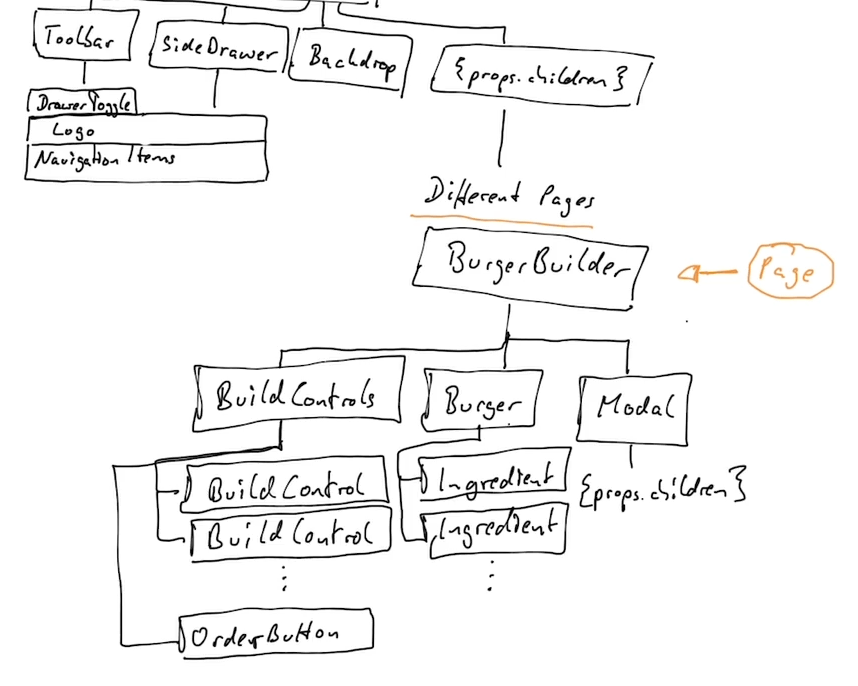 Toolbar
SideDrawer
Backdrop
{props.children}
DrawerToggle
Logo
Navigation Items
Different Pages
BurgerBuilder
Page
BuildControls
Burger
Modal
BuildControl
Ingredient
{props.children}
BuildControl
Ingredient
OrderButton